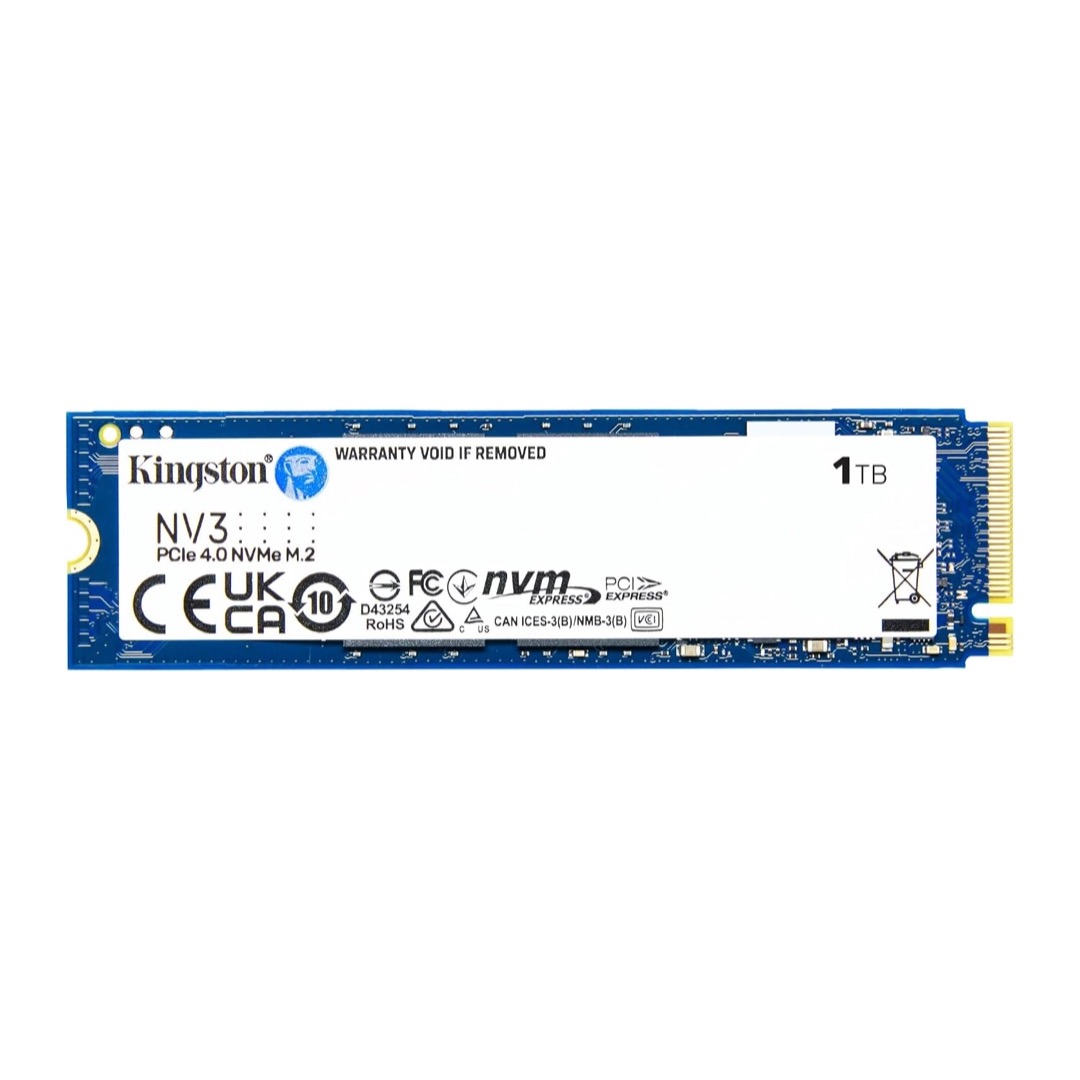 Kingston®
WARRANTY VOID IF REMOVED
1TB
NV3
PCIe 4.0 NVMe M.2
CE
UK
CA
10
FC
nvm
EXPRESS®
PCI
EXPRESS®
D43254
RoHS
C US
CAN ICES-3(B)/NMB-3(B)
VCI
M